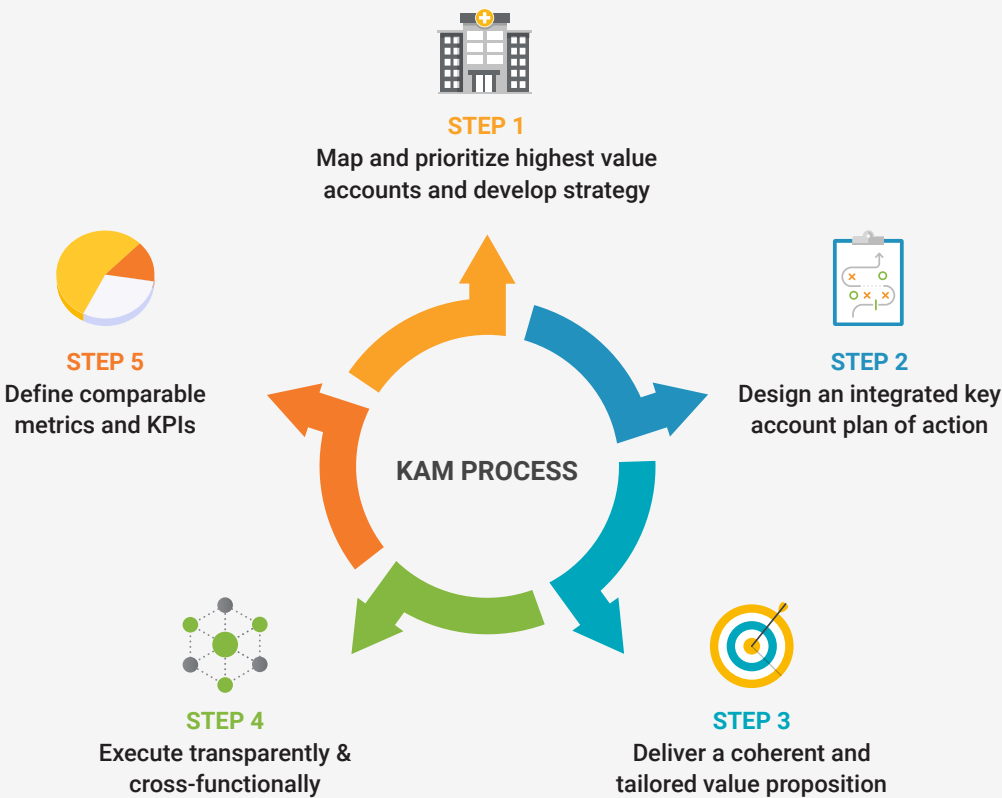 STEP 1
Map and prioritize highest value
accounts and develop strategy
STEP 2
Design an integrated key
account plan of action
STEP 3
Deliver a coherent and
tailored value proposition
STEP 4
Execute transparently &
cross-functionally
STEP 5
Define comparable
metrics and KPIs
KAM PROCESS